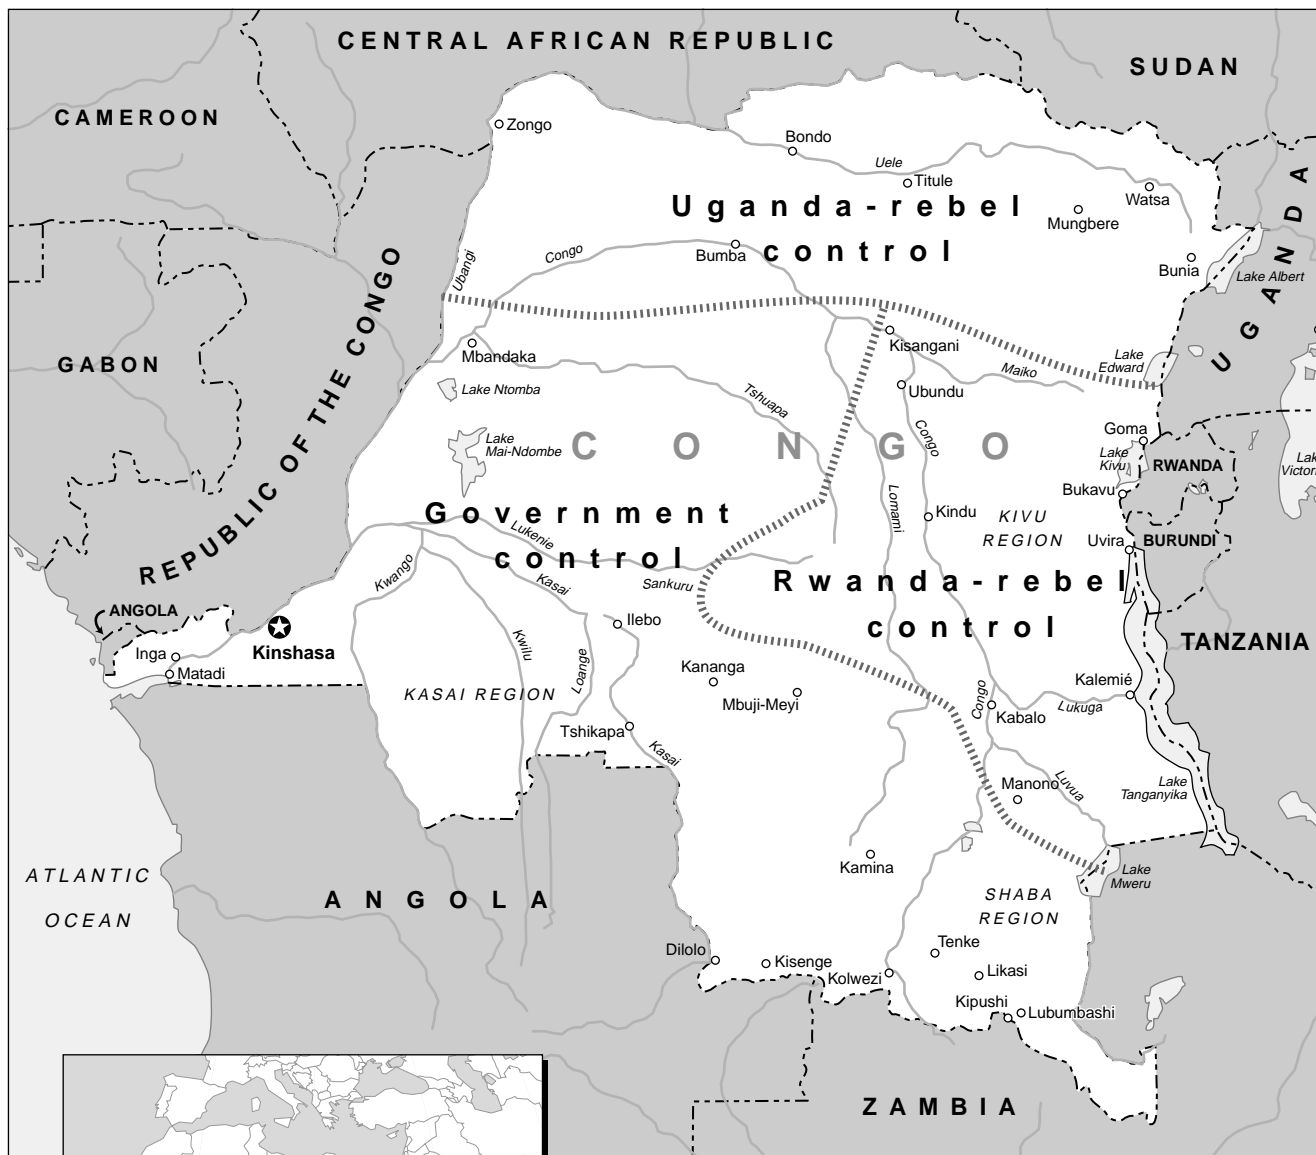 CENTRAL AFRICAN REPUBLIC
SUDAN
CAMEROON
Zongo
Bondo
Uele
Titule
Watsa
Mungbere
Uganda-rebel
control
UGANDA
Ubangi
Congo
Bumba
Bunia
Lake Albert
GABON
REPUBLIC OF THE CONGO
Mbandaka
Kisangani
Maiko
Lake
Edward
Lake Ntomba
Tshuapa
Ubundu
Congo
Goma
Lake
Mai-Ndombe
CONGO
Lake
Kivu
RWANDA
Lomami
Bukavu
Kindu
KIVU
REGION
Government
control
Lukenie
Uvira
BURUNDI
Kwango
Kasai
Sankuru
Rwanda-rebel
control
ANGOLA
Ilebo
Inga
Matadi
Kinshasa
Kwilu
Loange
Kananga
Mbuji-Meyi
TANZANIA
KASAI REGION
Kalemié
Congo
Kabalo
Lukuga
Tshikapa
Kasai
Manono
Luvua
Lake
Tanganyika
Kamina
Lake
Mweru
ATLANTIC
OCEAN
ANGOLA
SHABA
REGION
Dilolo
Kisenge
Kolwezi
Tenke
Likasi
Kipushi
Lubumbashi
ZAMBIA